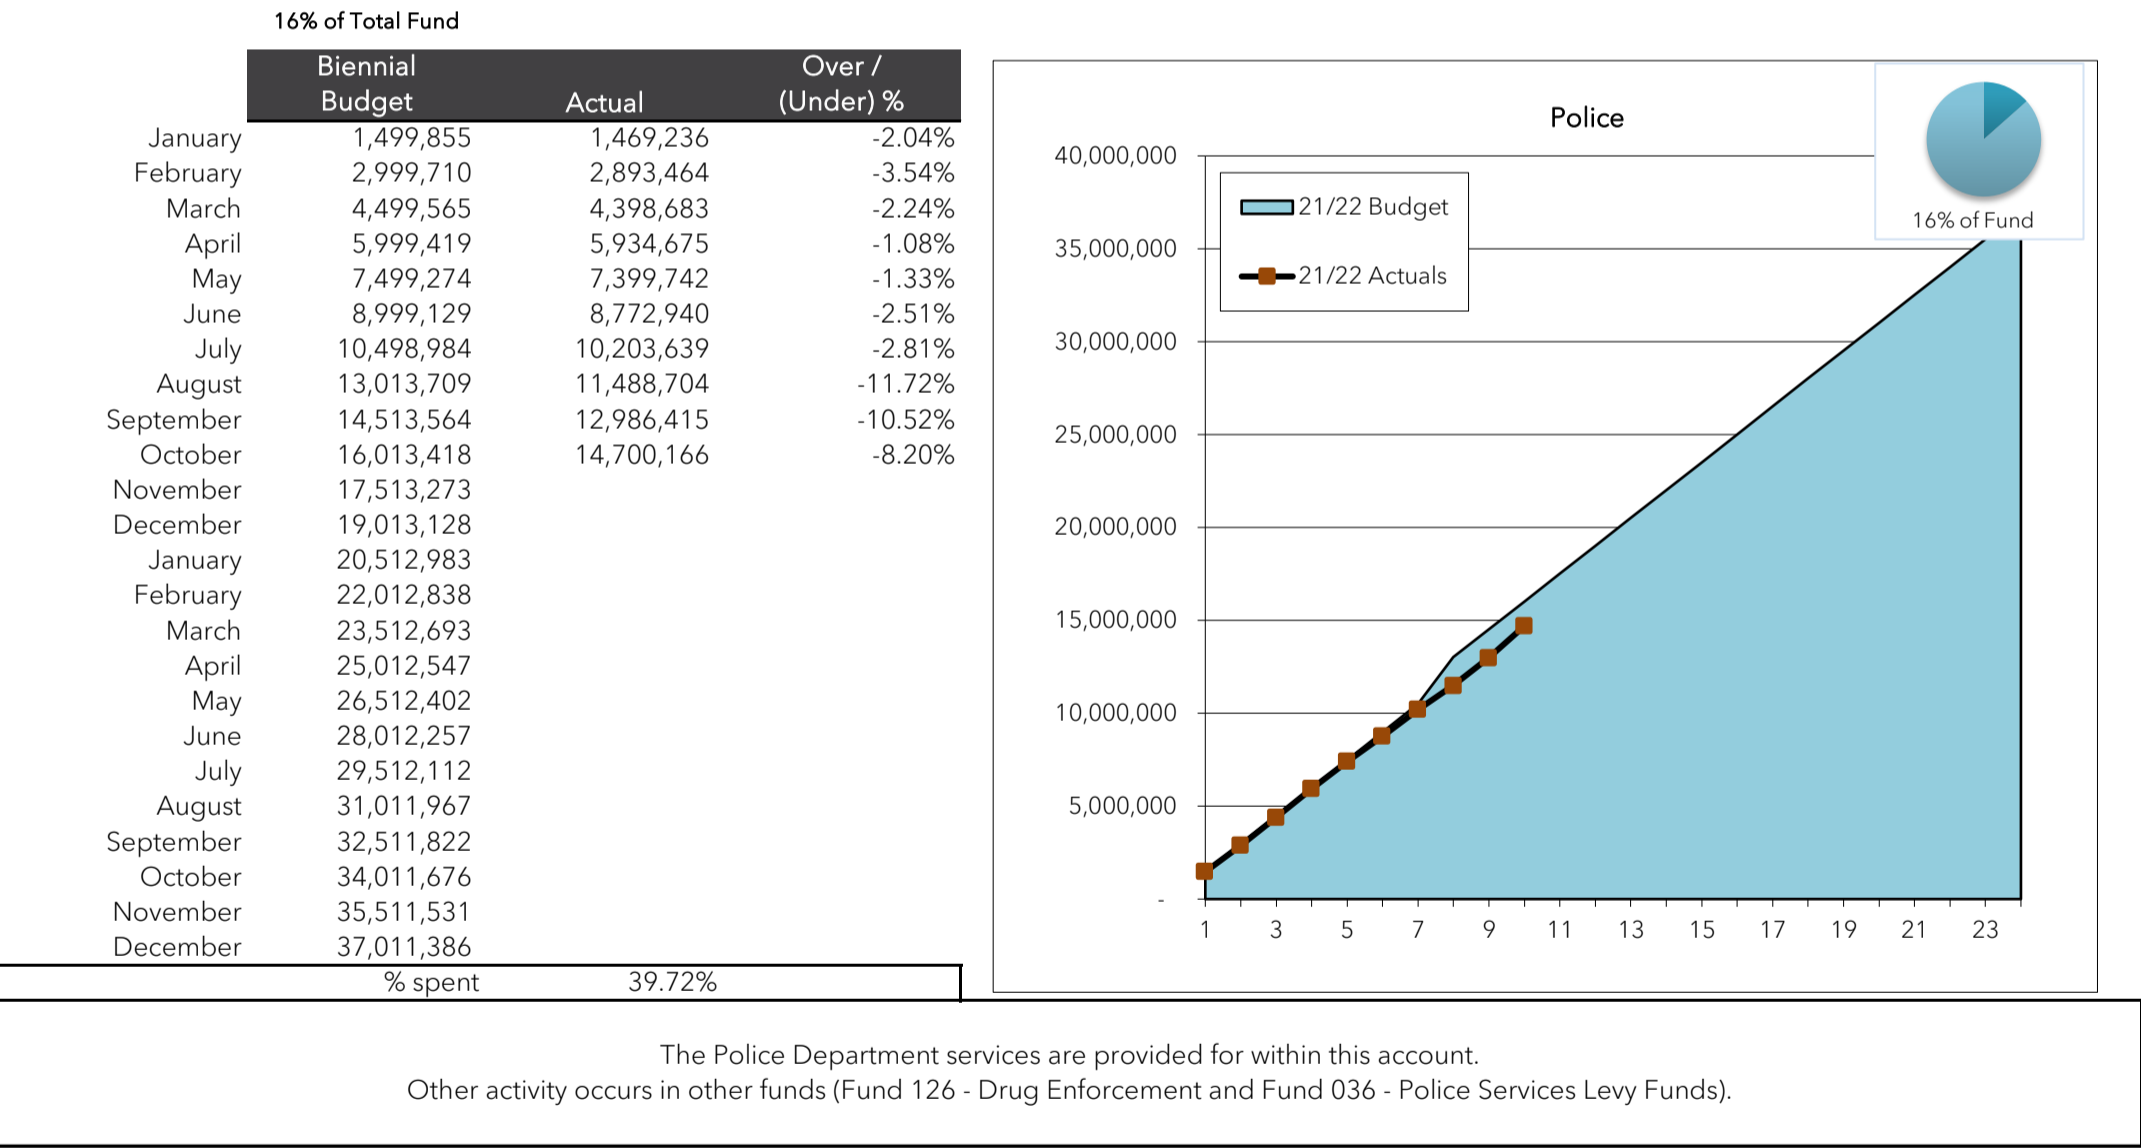 16% of Total Fund
Biennial Budget Actual Over / (Under) %
January 1,499,855 1,469,236 -2.04%
February 2,999,710 2,893,464 -3.54%
March 4,499,565 4,398,683 -2.24%
April 5,999,419 5,934,675 -1.08%
May 7,499,274 7,399,742 -1.33%
June 8,999,129 8,772,940 -2.51%
July 10,498,984 10,203,639 -2.81%
August 13,013,709 11,488,704 -11.72%
September 14,513,564 12,986,415 -10.52%
October 16,013,418 14,700,166 -8.20%
November 17,513,273
December 19,013,128
January 20,512,983
February 22,012,838
March 23,512,693
April 25,012,547
May 26,512,402
June 28,012,257
July 29,512,112
August 31,011,967
September 32,511,822
October 34,011,676
November 35,511,531
December 37,011,386
% spent 39.72%
Police
16% of Fund
21/22 Budget
21/22 Actuals
40,000,000
35,000,000
30,000,000
25,000,000
20,000,000
15,000,000
10,000,000
5,000,000
-
1 3 5 7 9 11 13 15 17 19 21 23
The Police Department services are provided for within this account.
Other activity occurs in other funds (Fund 126 - Drug Enforcement and Fund 036 - Police Services Levy Funds).